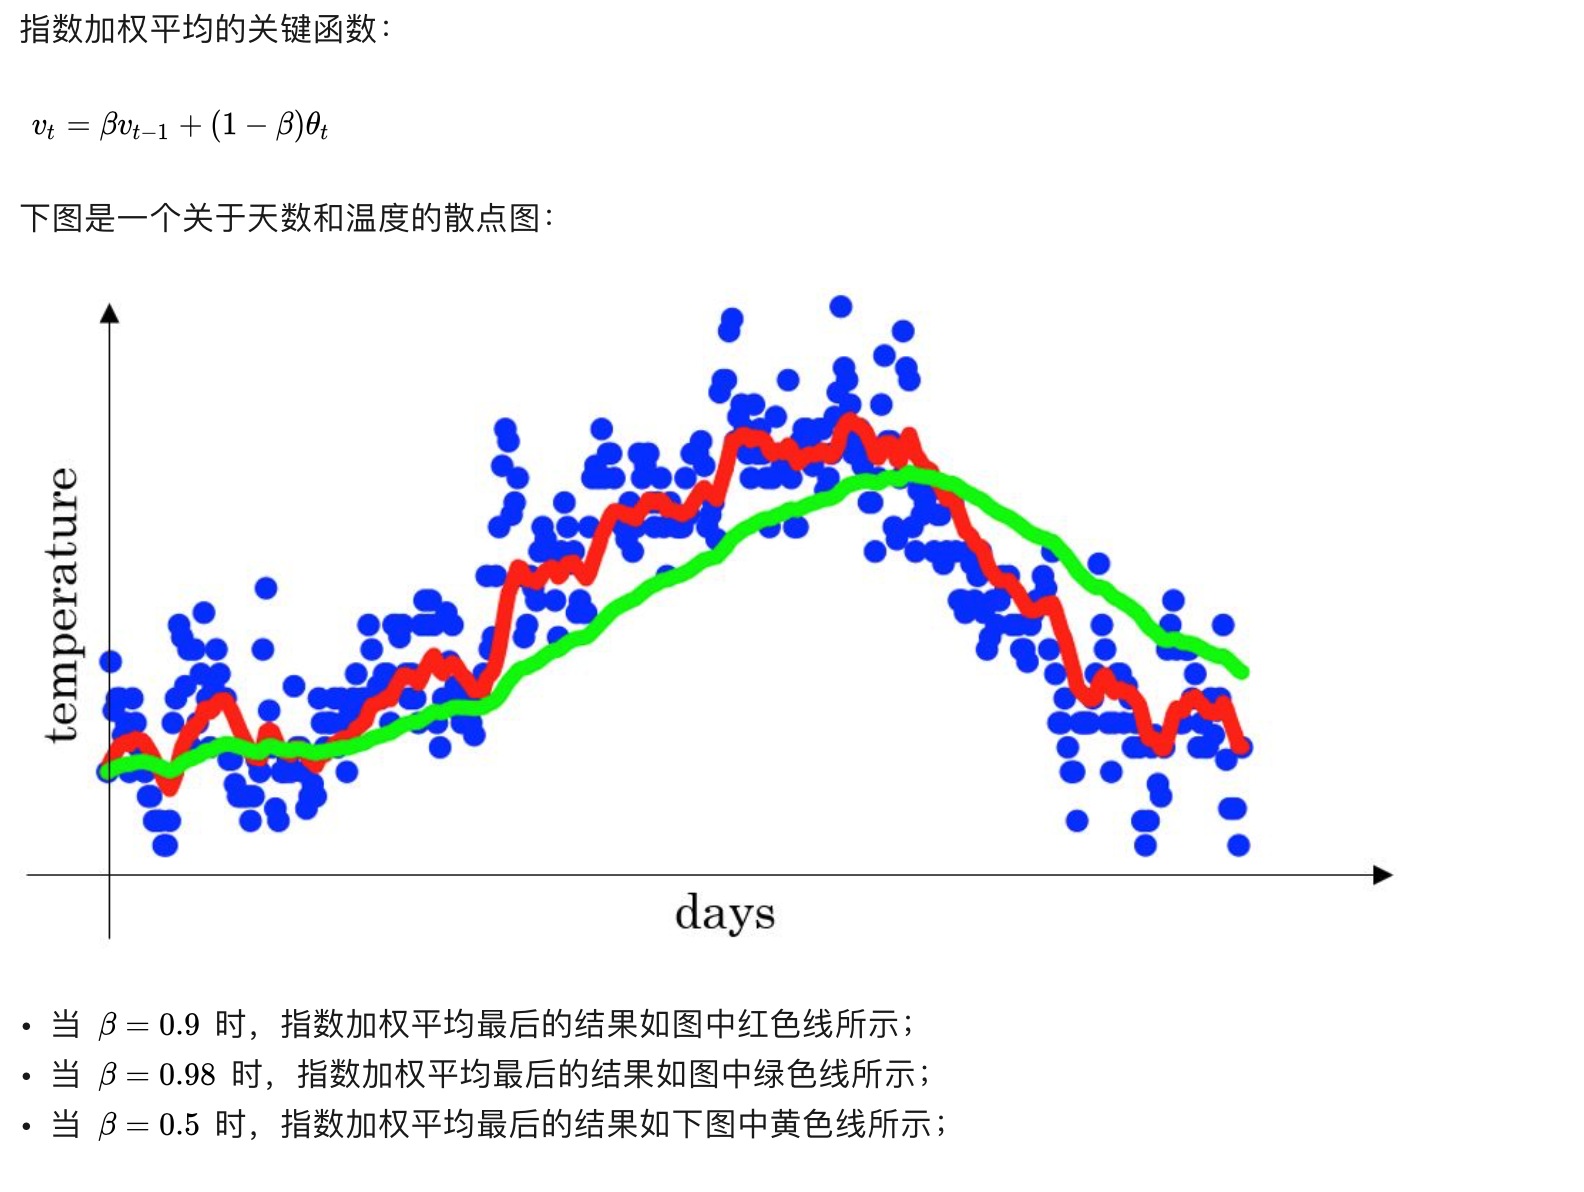 指数加权平均的关键函数：
v_t = βv_{t−1} + (1 − β)θ_t
下图是一个关于天数和温度的散点图：
temperature
days
• 当 β = 0.9 时，指数加权平均最后的结果如图中红色线所示；
• 当 β = 0.98 时，指数加权平均最后的结果如图中绿色线所示；
• 当 β = 0.5 时，指数加权平均最后的结果如下图中黄色线所示；